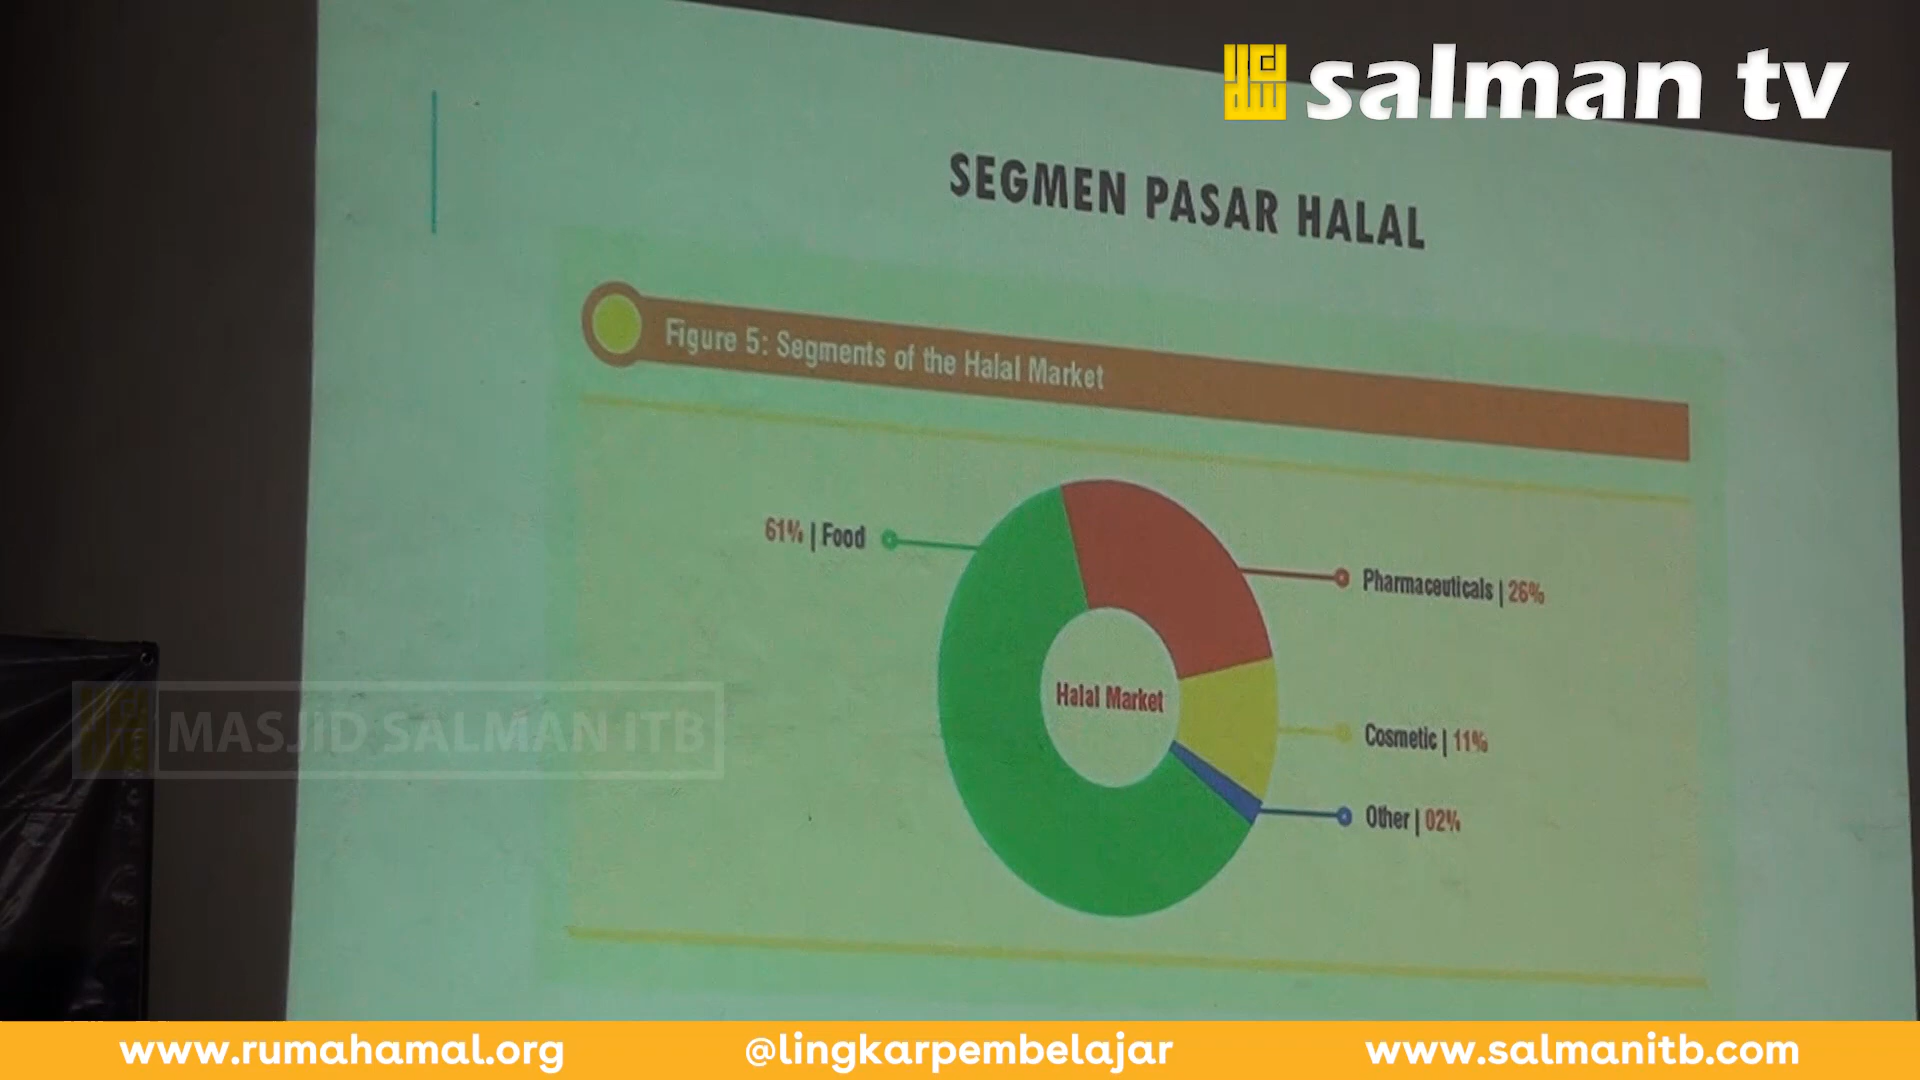 salman tv
SEGMEN PASAR HALAL
Figure 5: Segments of the Halal Market
61% | Food
Pharmaceuticals | 26%
Halal Market
Cosmetic | 11%
Other | 02%
MASJID SALMAN ITB
www.rumahamal.org
@lingkarpembelajar
www.salmanitb.com